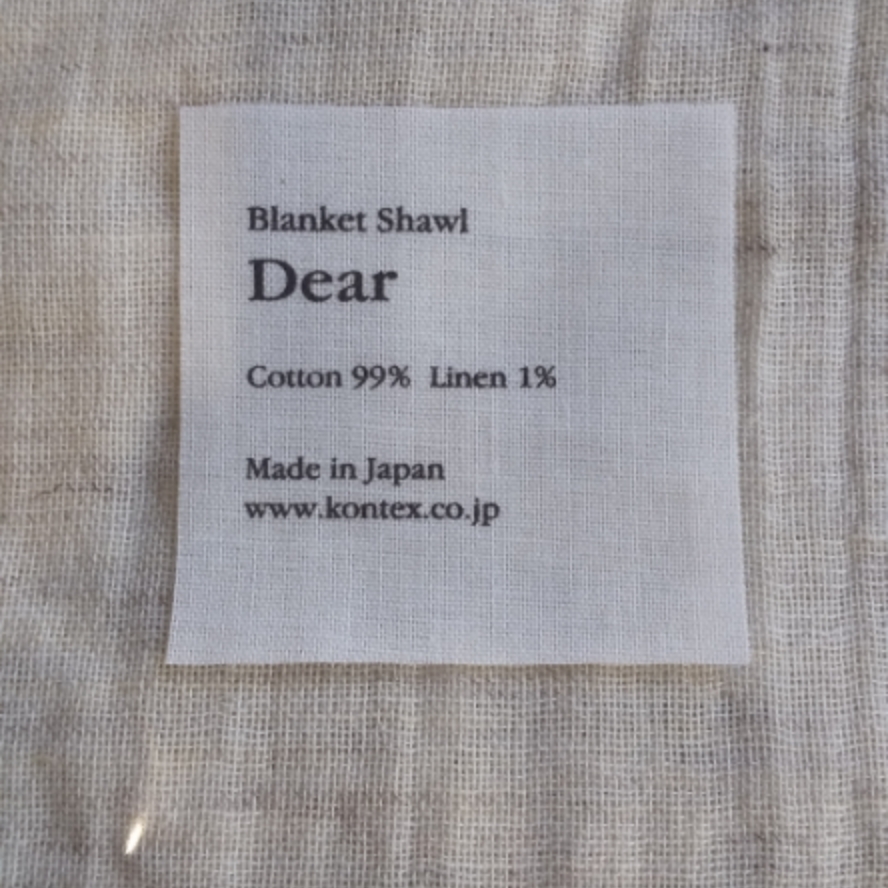 Blanket Shawl
Dear
Cotton 99% Linen 1%
Made in Japan
www.kontex.co.jp